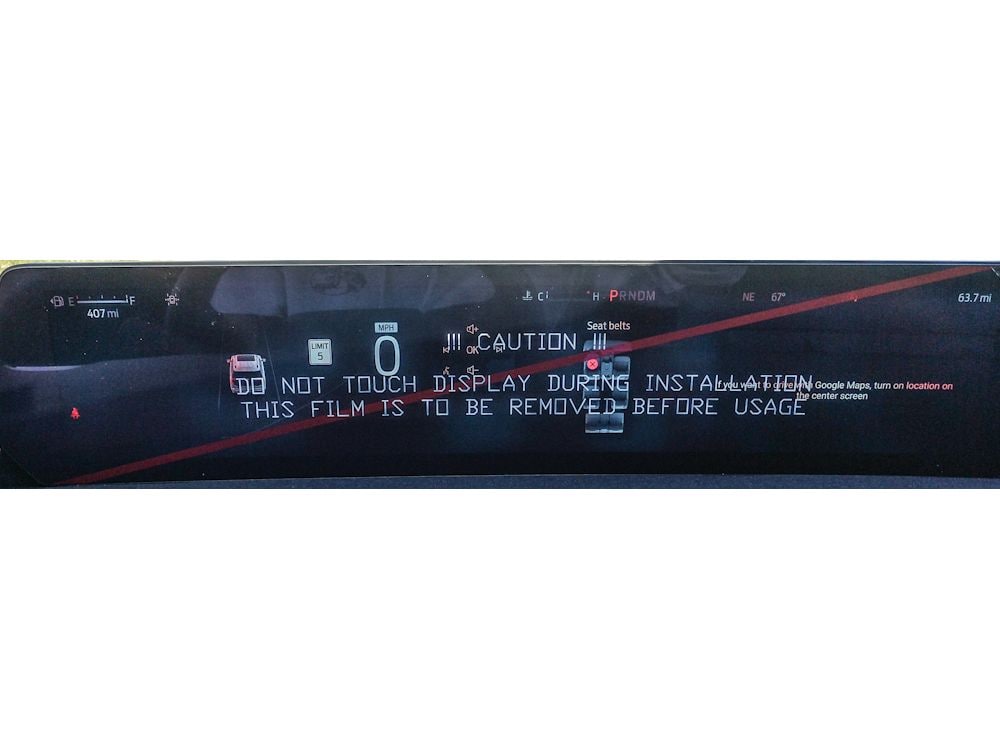 E F C H PRNDM NE 67° 63.7 mi
407 mi
MPH
LIMIT
5
0
OK
Seat belts
!!! CAUTION !!!
DO NOT TOUCH DISPLAY DURING INSTALLATION
THIS FILM IS TO BE REMOVED BEFORE USAGE
If you want to drive with Google Maps, turn on location on
the center screen